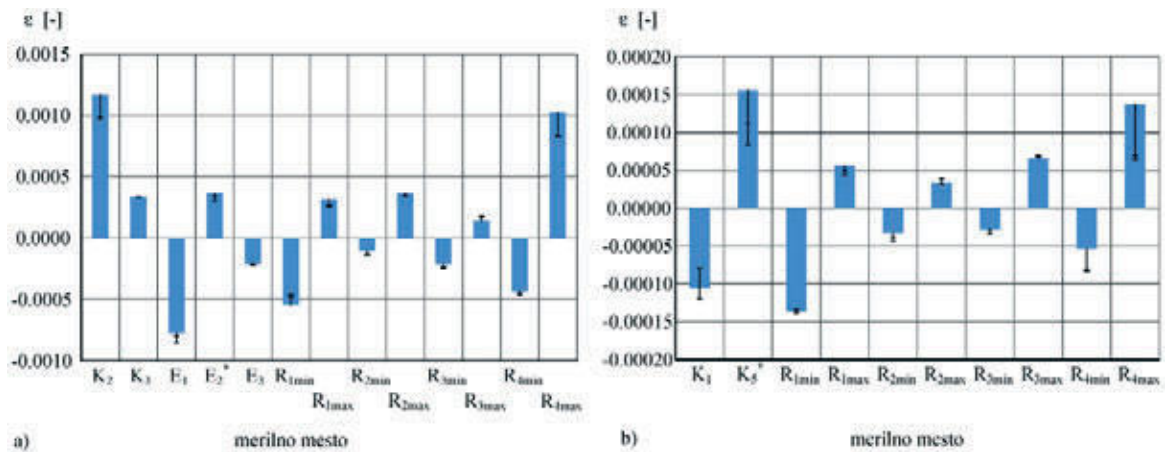 ε [-]
0.0015
0.0010
0.0005
0.0000
-0.0005
-0.0010
K₂ K₃ E₁ E₂* E₃ R₁ₘᵢₙ R₂ₘᵢₙ R₃ₘᵢₙ R₄ₘᵢₙ
R₁ₘₐₓ R₂ₘₐₓ R₃ₘₐₓ R₄ₘₐₓ
a) merilno mesto
ε [-]
0.00020
0.00015
0.00010
0.00005
0.00000
-0.00005
-0.00010
-0.00015
-0.00020
K₁ K₅* R₁ₘᵢₙ R₁ₘₐₓ R₂ₘᵢₙ R₂ₘₐₓ R₃ₘᵢₙ R₃ₘₐₓ R₄ₘᵢₙ R₄ₘₐₓ
b) merilno mesto